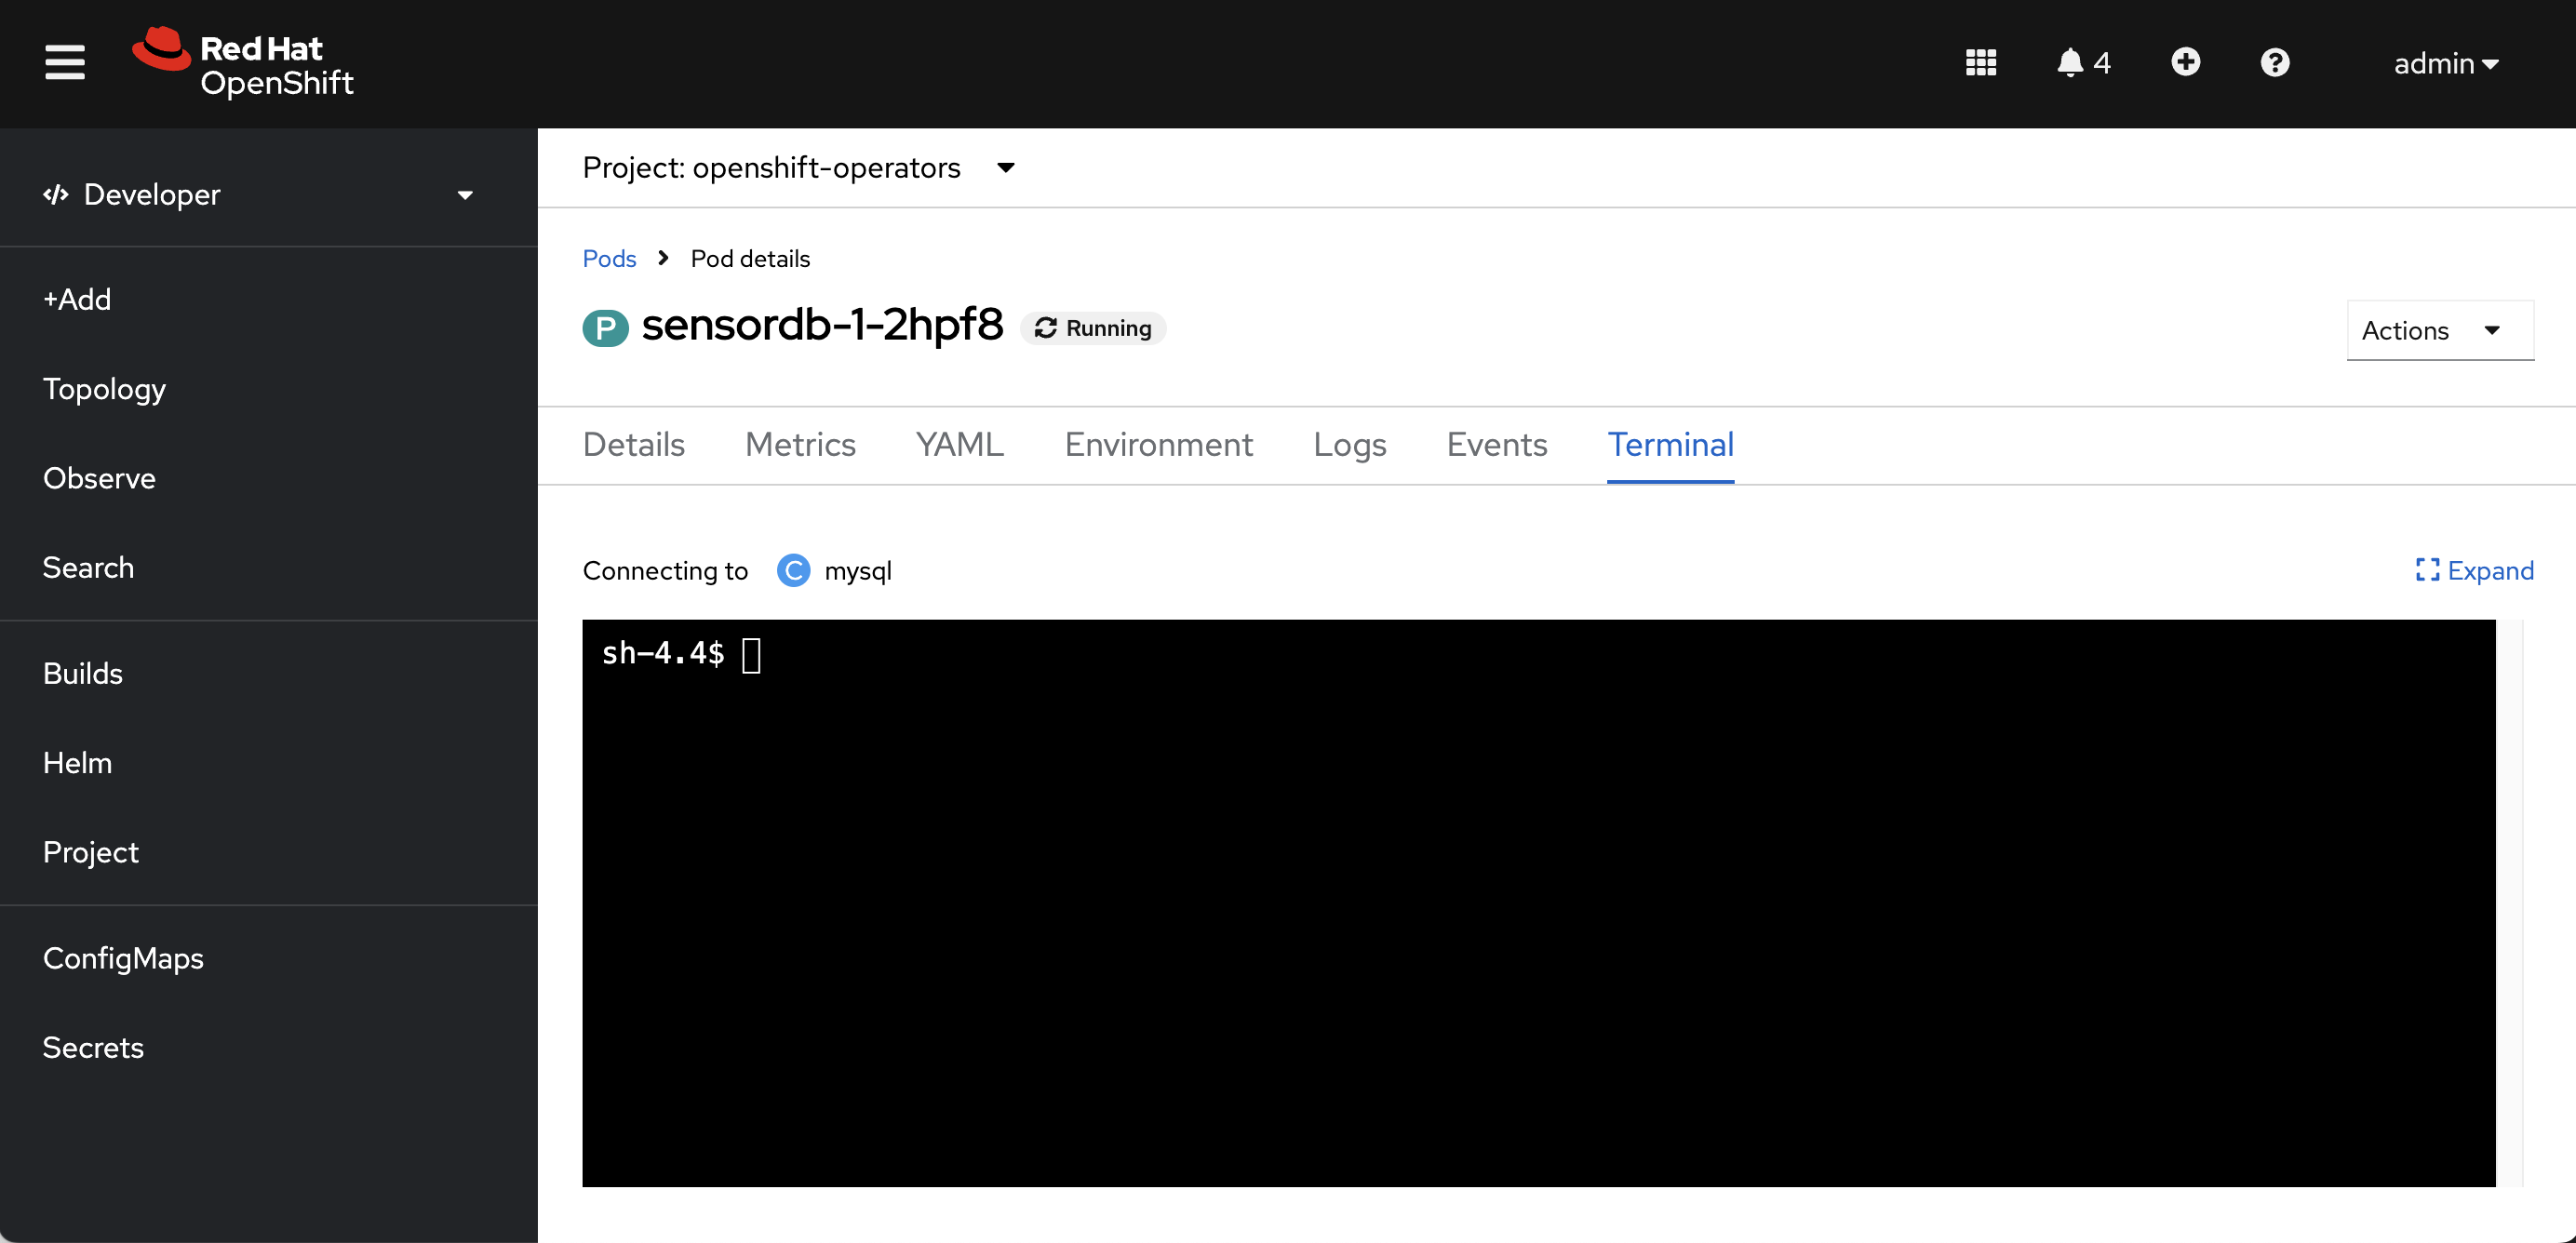 Red Hat
OpenShift
4
admin
Developer
+Add
Topology
Observe
Search
Builds
Helm
Project
ConfigMaps
Secrets
Project: openshift-operators
Pods
Pod details
P
sensordb-1-2hpf8
Running
Actions
Details
Metrics
YAML
Environment
Logs
Events
Terminal
Connecting to
C
mysql
Expand
sh-4.4$